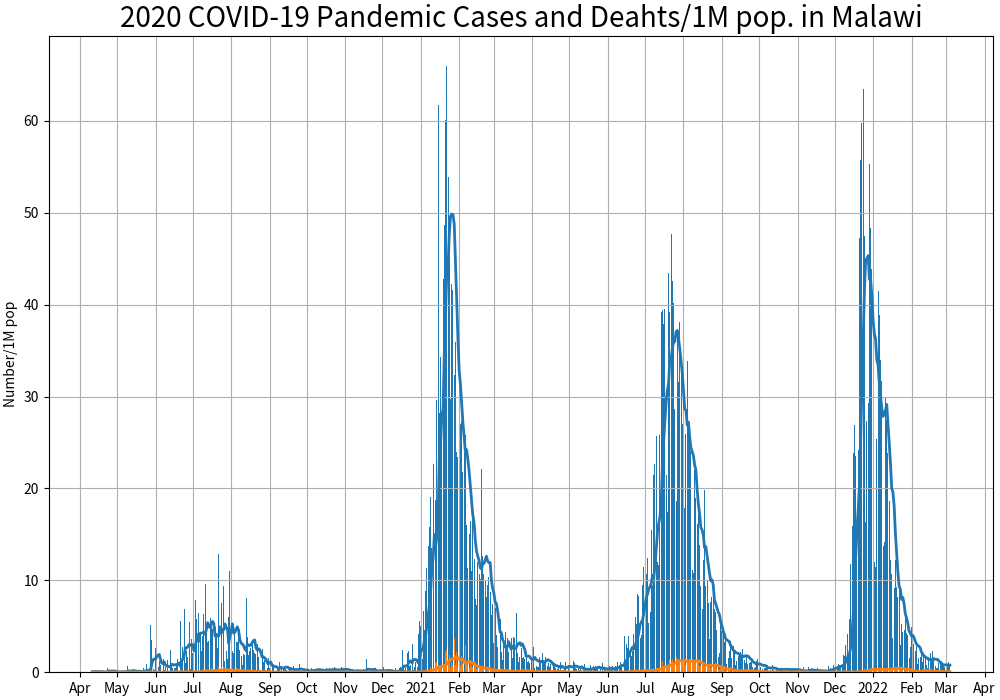 2020 COVID-19 Pandemic Cases and Deahts/1M pop. in Malawi
Number/1M pop
60
50
40
30
20
10
0
Apr May Jun Jul Aug Sep Oct Nov Dec 2021 Feb Mar Apr May Jun Jul Aug Sep Oct Nov Dec 2022 Feb Mar Apr